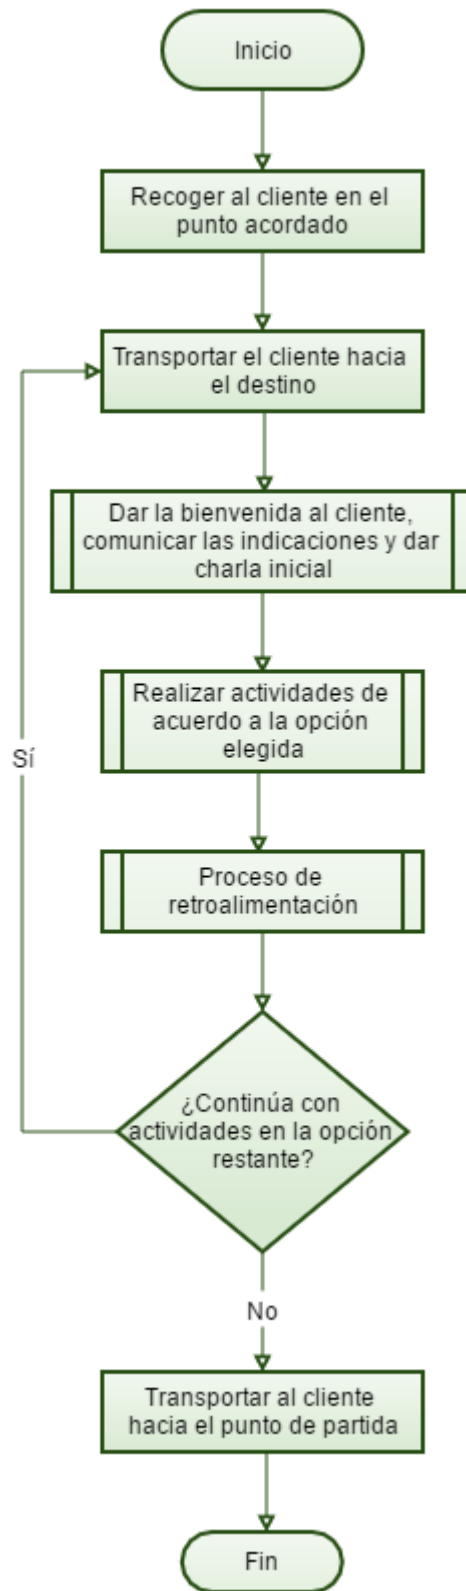 Inicio
Recoger al cliente en el
punto acordado
Transportar el cliente hacia
el destino
Dar la bienvenida al cliente,
comunicar las indicaciones y dar
charla inicial
Realizar actividades de
acuerdo a la opción
elegida
Sí
Proceso de
retroalimentación
¿Continúa con
actividades en la opción
restante?
No
Transportar al cliente
hacia el punto de partida
Fin